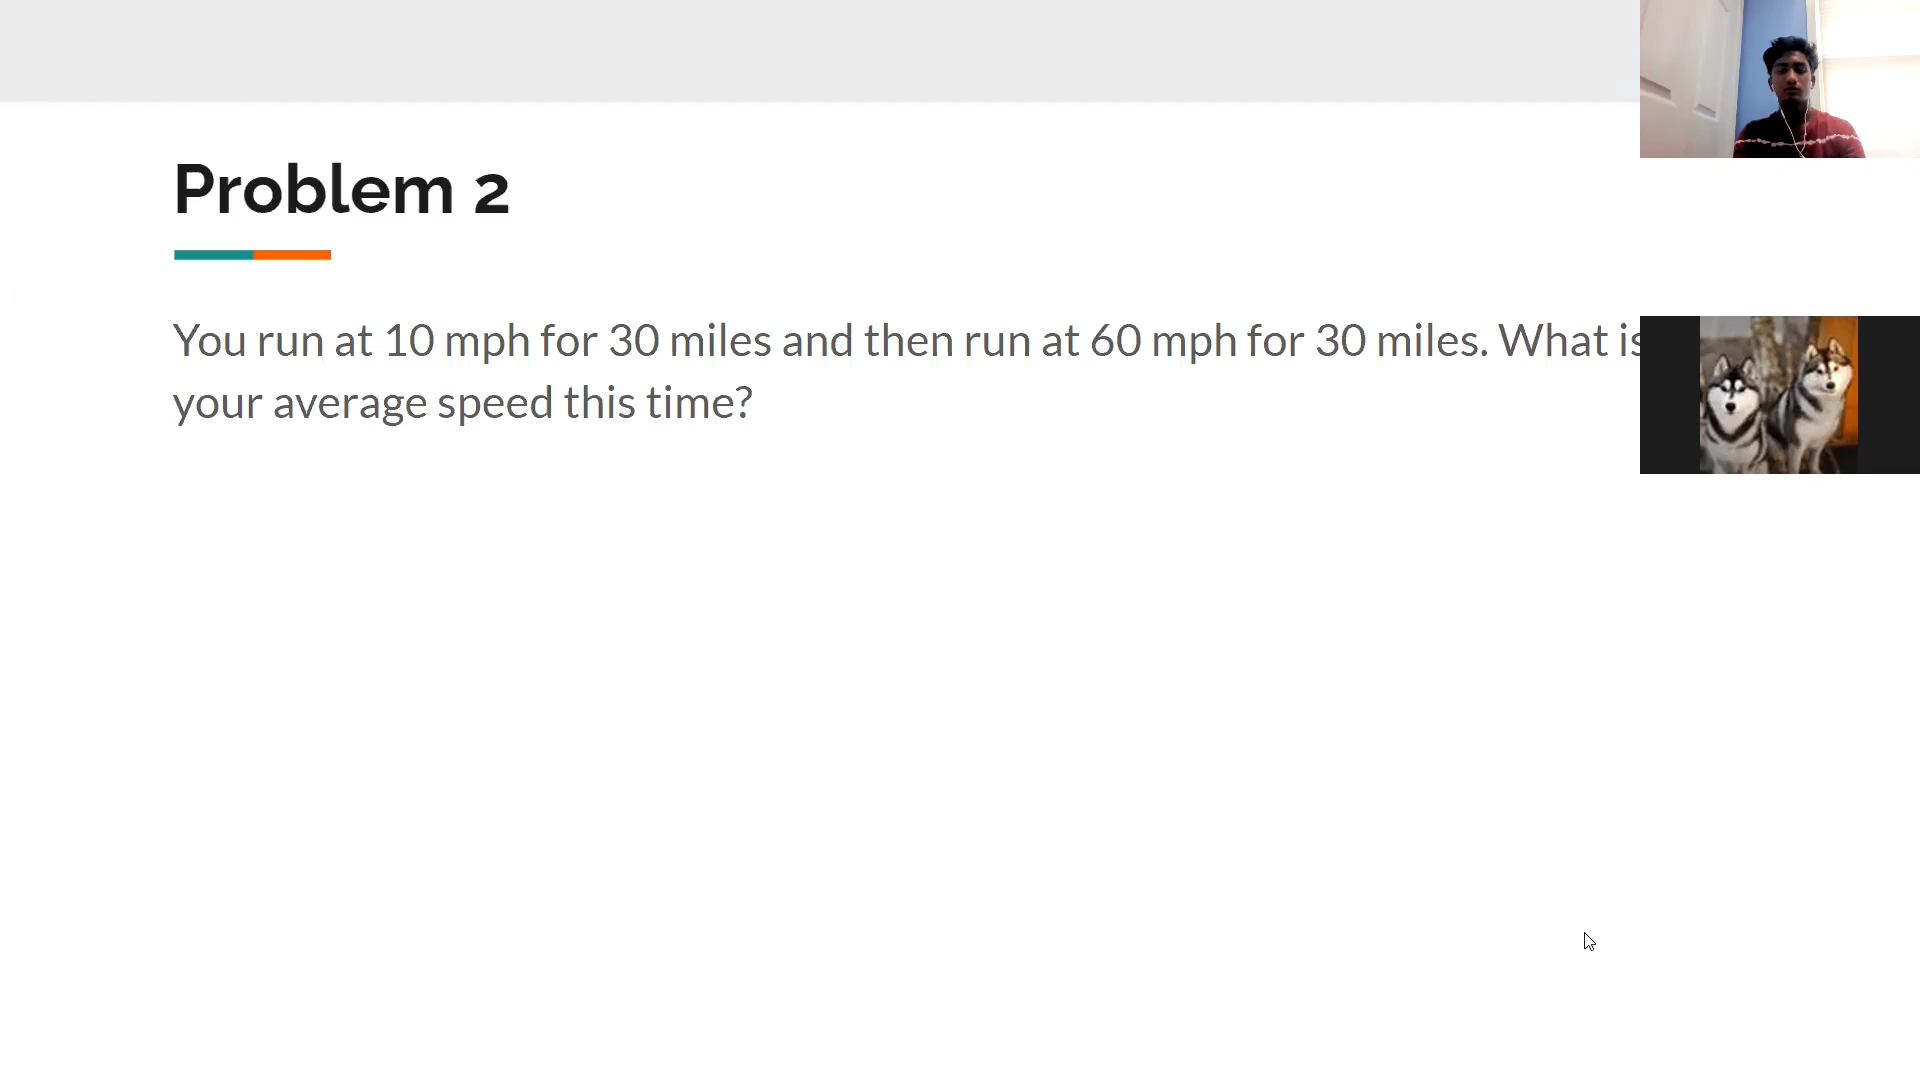 Problem 2
You run at 10 mph for 30 miles and then run at 60 mph for 30 miles. What is
your average speed this time?